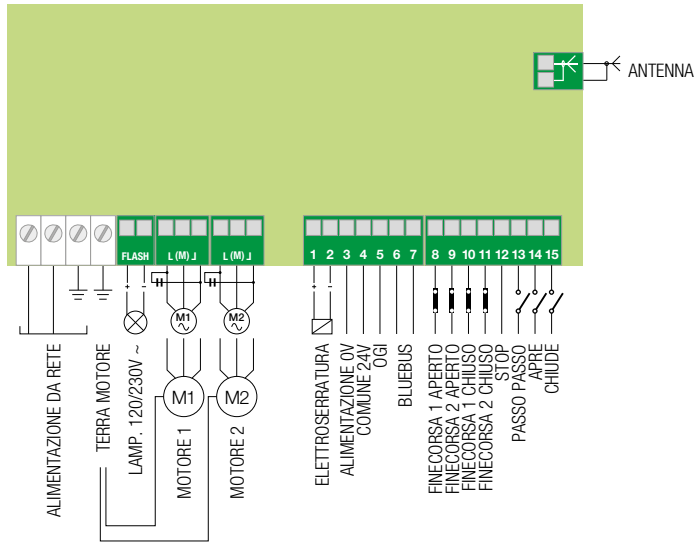 ANTENNA
FLASH
L (M) ⅃
L (M) ⅃
1 2 3 4 5 6 7
8 9 10 11 12 13 14 15
+ -
+ -
M1
~
M2
~
M1
M2
ALIMENTAZIONE DA RETE
TERRA MOTORE
LAMP. 120/230V ~
MOTORE 1
MOTORE 2
ELETTROSERRATURA
ALIMENTAZIONE 0V
COMUNE 24V
OGI
BLUEBUS
FINECORSA 1 APERTO
FINECORSA 2 APERTO
FINECORSA 1 CHIUSO
FINECORSA 2 CHIUSO
STOP
PASSO PASSO
APRE
CHIUDE